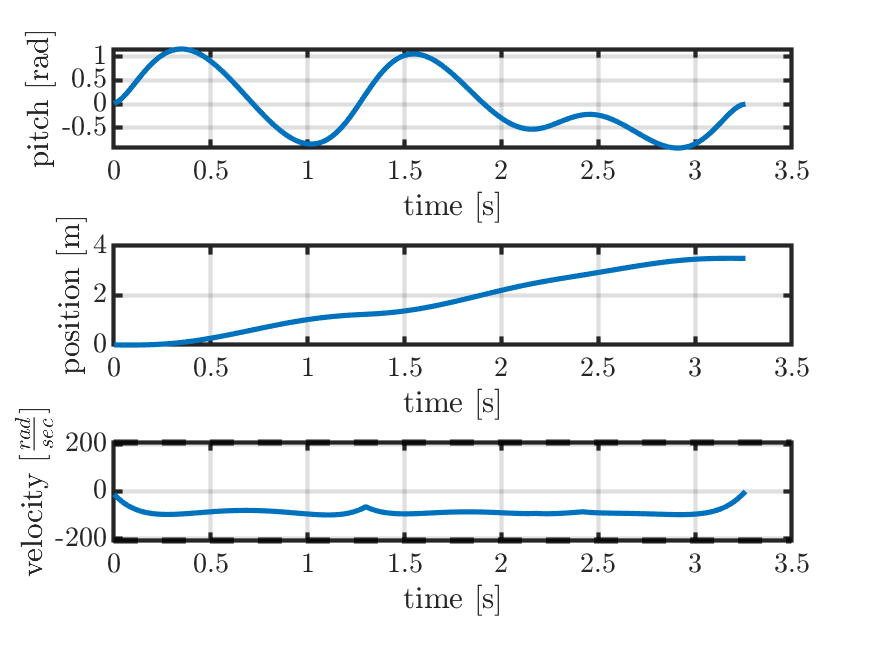 pitch [rad]
1
0.5
0
-0.5
0 0.5 1 1.5 2 2.5 3 3.5
time [s]
position [m]
4
2
0
0 0.5 1 1.5 2 2.5 3 3.5
time [s]
velocity [rad/sec]
200
0
-200
0 0.5 1 1.5 2 2.5 3 3.5
time [s]